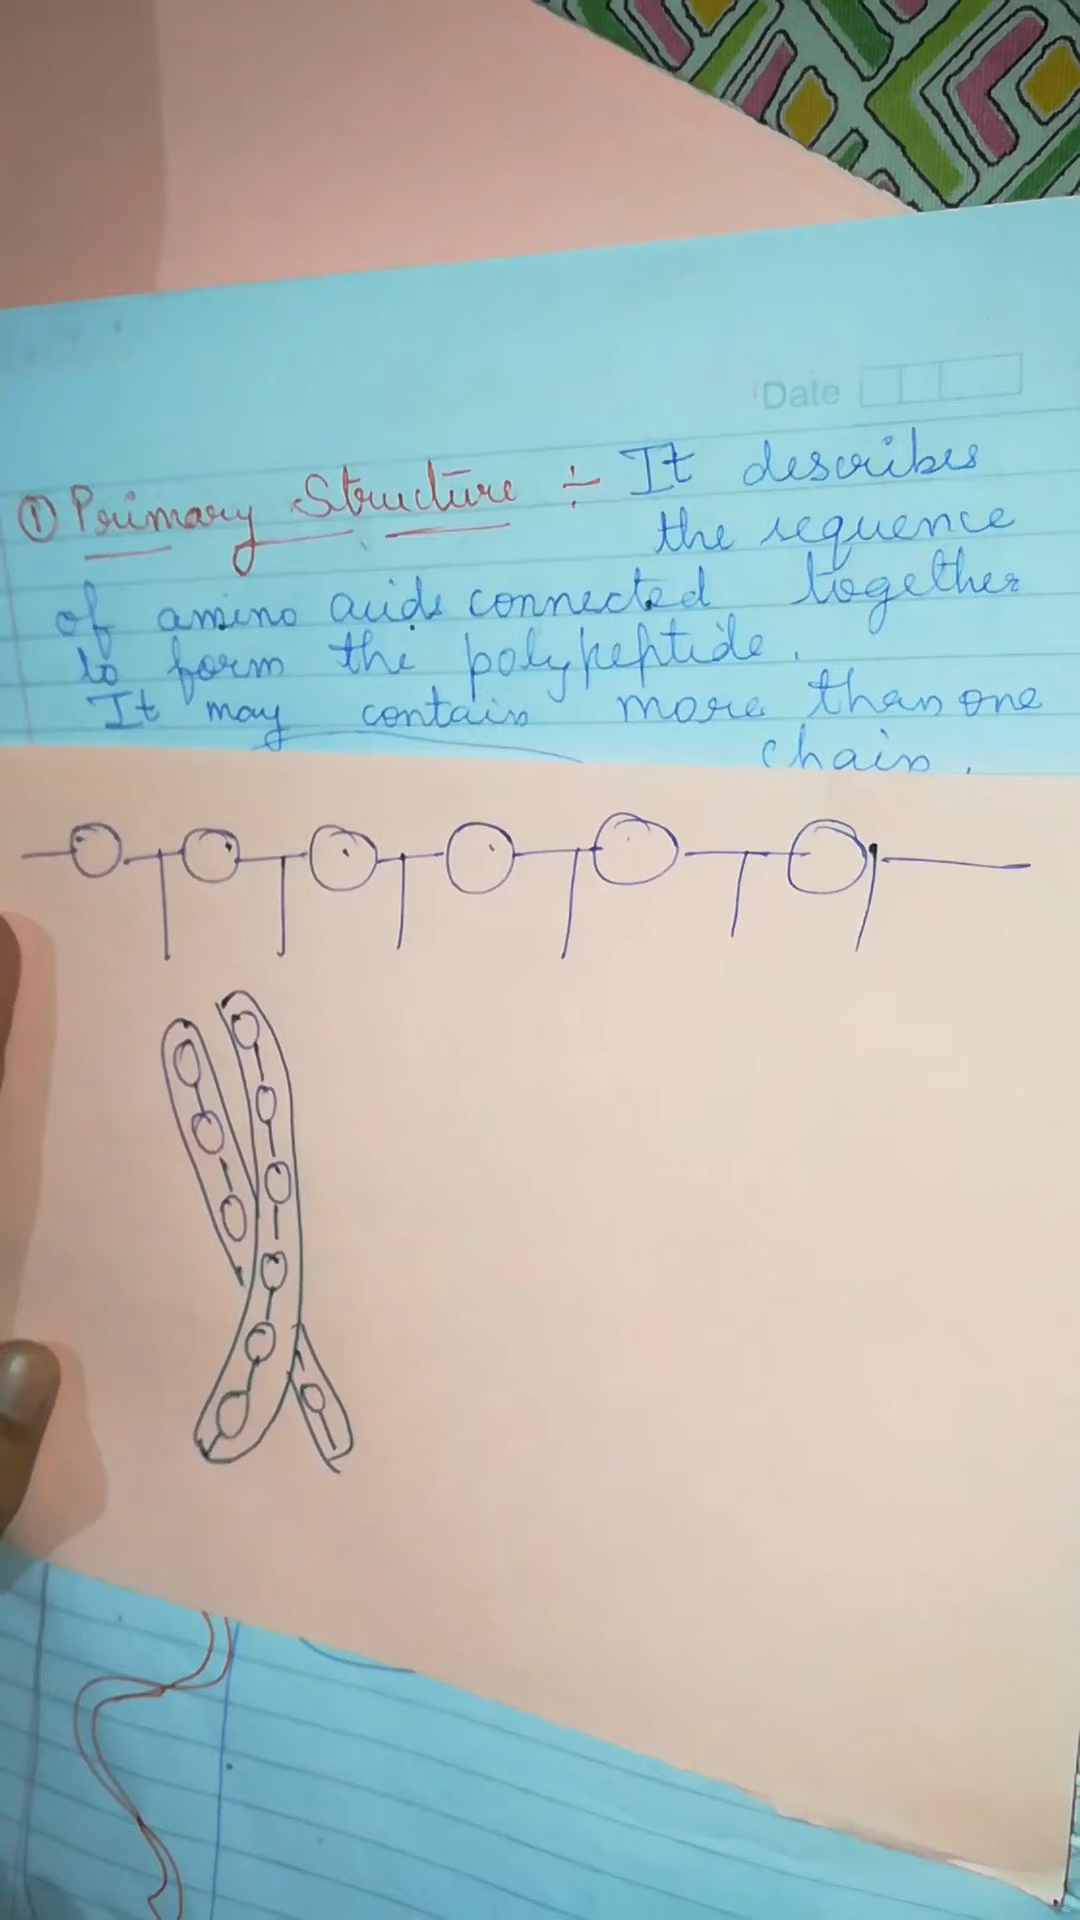 Date
① Primary Structure ÷ It describes
the sequence
of amino acids connected together
to form the polypeptide.
It may contain more than one
chain.